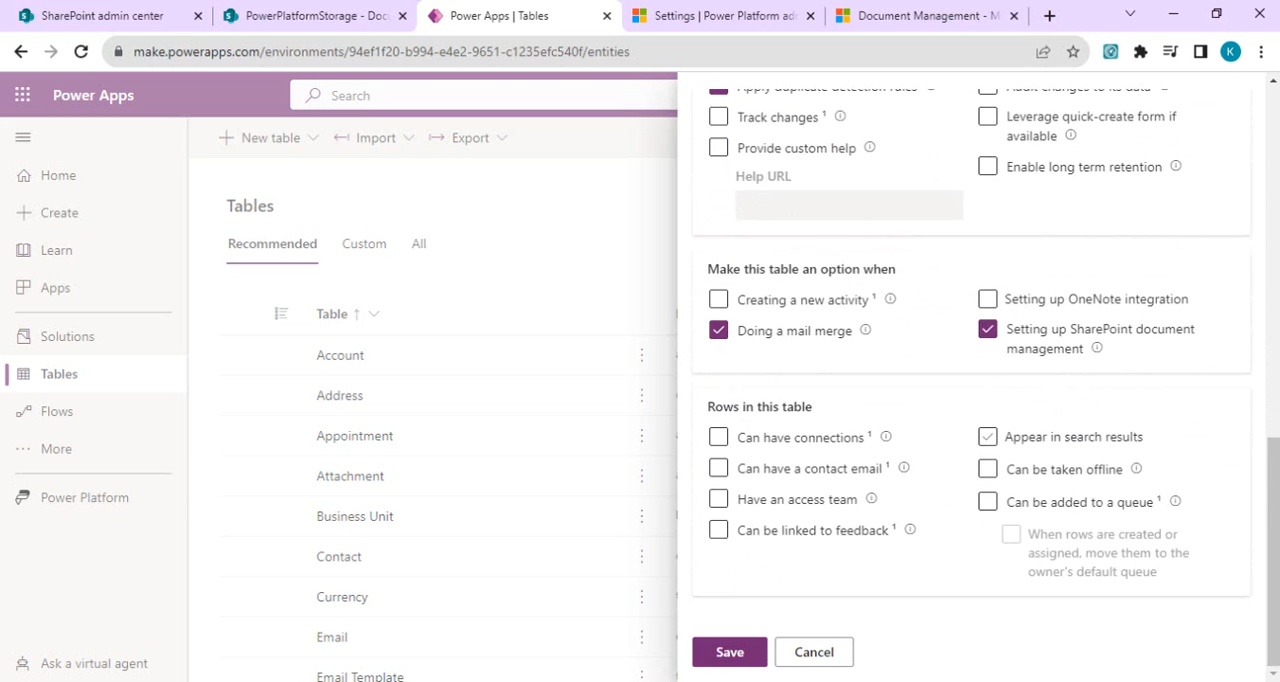 SharePoint admin center
PowerPlatformStorage - Doc
Power Apps | Tables
Settings | Power Platform ad
Document Management - M
make.powerapps.com/environments/94ef1f20-b994-e4e2-9651-c1235efc540f/entities
K
Power Apps
Search
New table
Import
Export
Home
Create
Learn
Apps
Solutions
Tables
Flows
More
Power Platform
Ask a virtual agent
Tables
Recommended
Custom
All
Table ↑
Account
Address
Appointment
Attachment
Business Unit
Contact
Currency
Email
Email Template
Apply duplicate detection rules
Audit changes to its data
Track changes 1
Leverage quick-create form if
available
Provide custom help
Help URL
Enable long term retention
Make this table an option when
Creating a new activity 1
Setting up OneNote integration
Doing a mail merge
Setting up SharePoint document
management
Rows in this table
Can have connections 1
Appear in search results
Can have a contact email 1
Can be taken offline
Have an access team
Can be added to a queue 1
Can be linked to feedback 1
When rows are created or
assigned, move them to the
owner's default queue
Save
Cancel